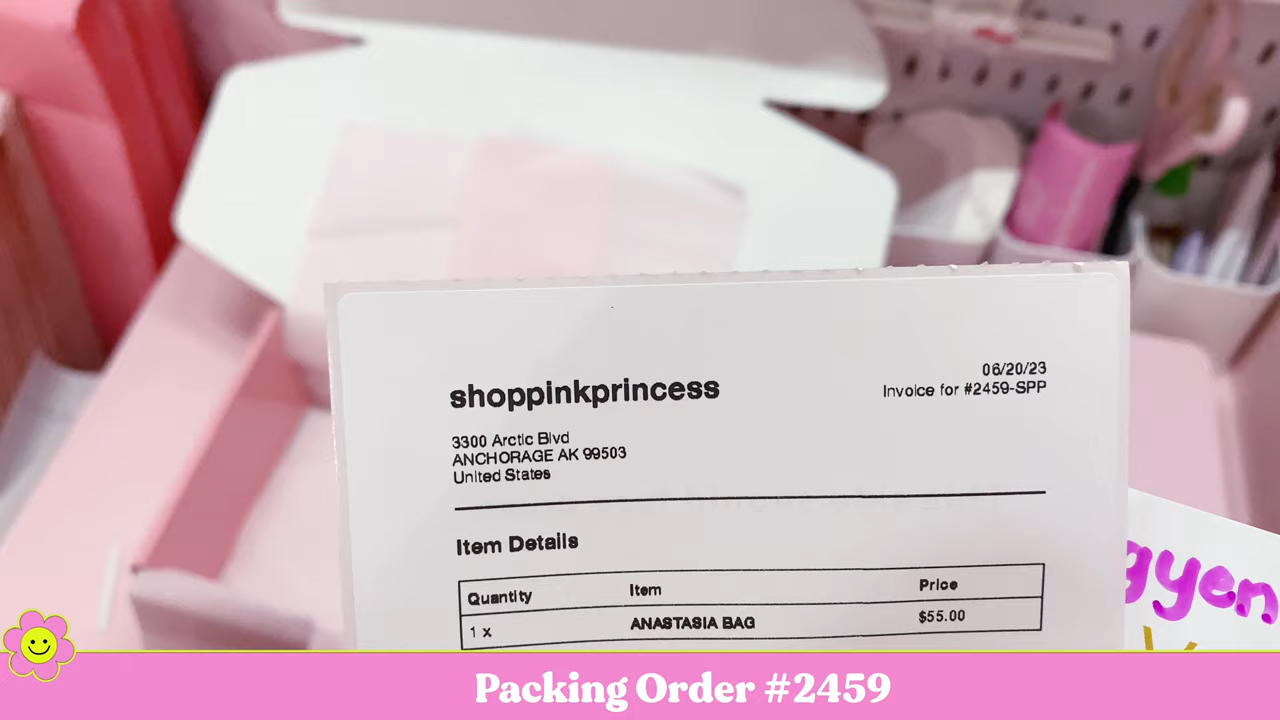 shoppinkprincess
06/20/23
Invoice for #2459-SPP
3300 Arctic Blvd
ANCHORAGE AK 99503
United States
Item Details
Quantity Item Price
1 x ANASTASIA BAG $55.00
gyen
Packing Order #2459